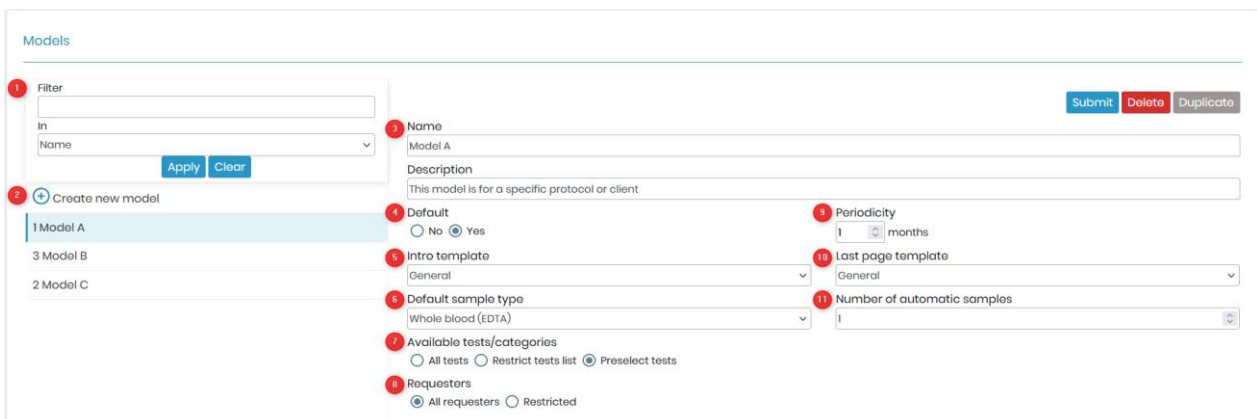 Models
1 Filter
In
Name
Apply Clear
2 Create new model
1 Model A
3 Model B
2 Model C
Submit Delete Duplicate
3 Name
Model A
Description
This model is for a specific protocol or client
4 Default
No Yes
9 Periodicity
1 months
5 Intro template
General
10 Last page template
General
6 Default sample type
Whole blood (EDTA)
11 Number of automatic samples
1
7 Available tests/categories
All tests Restrict tests list Preselect tests
8 Requesters
All requesters Restricted